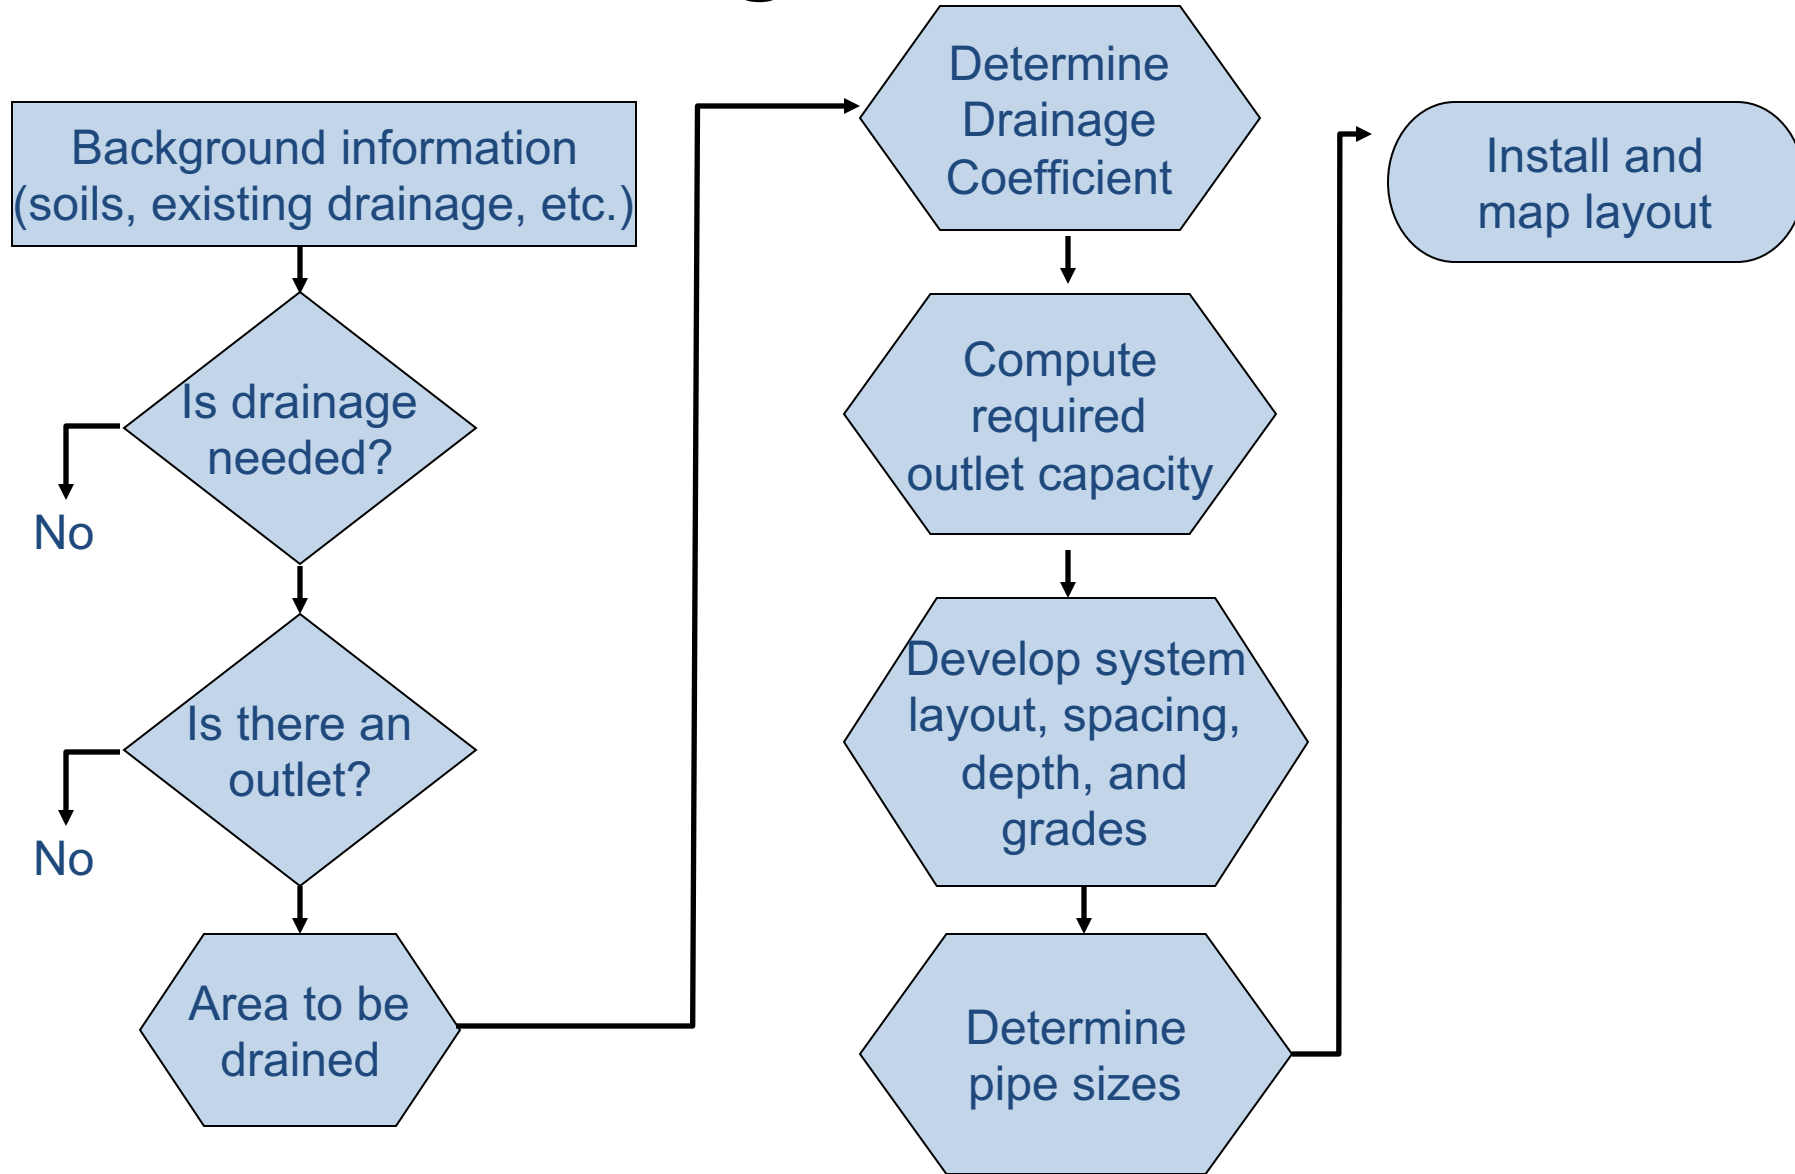 Background information
(soils, existing drainage, etc.)
Is drainage
needed?
No
Is there an
outlet?
No
Area to be
drained
Determine
Drainage
Coefficient
Compute
required
outlet capacity
Develop system
layout, spacing,
depth, and
grades
Determine
pipe sizes
Install and
map layout